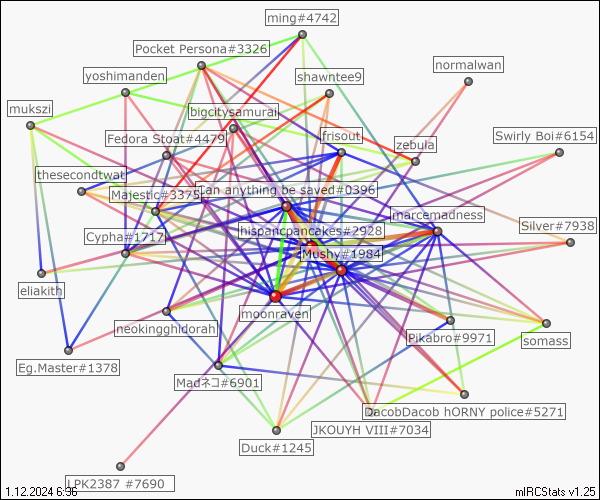 ming#4742
Pocket Persona#3326
normalwan
yoshimanden
shawntee9
mukszi
bigcitysamurai
Fedora Stoat#4479
frisout
Swirly Boi#6154
zebula
thesecondtwat
Majestic#3375
an anything be saved#0396
marcemadness
Silver#7938
Cypha#1717
hispancpancakes#2928
Mushy#1984
eliakith
moonraven
neokingghidorah
Pikabro#9971
somass
Eg.Master#1378
Madネコ#6901
DacobDacob hORNY police#5271
JKOUYH VIII#7034
Duck#1245
LPK2387 #7690
1.12.2024 6:36
mIRCStats v1.25